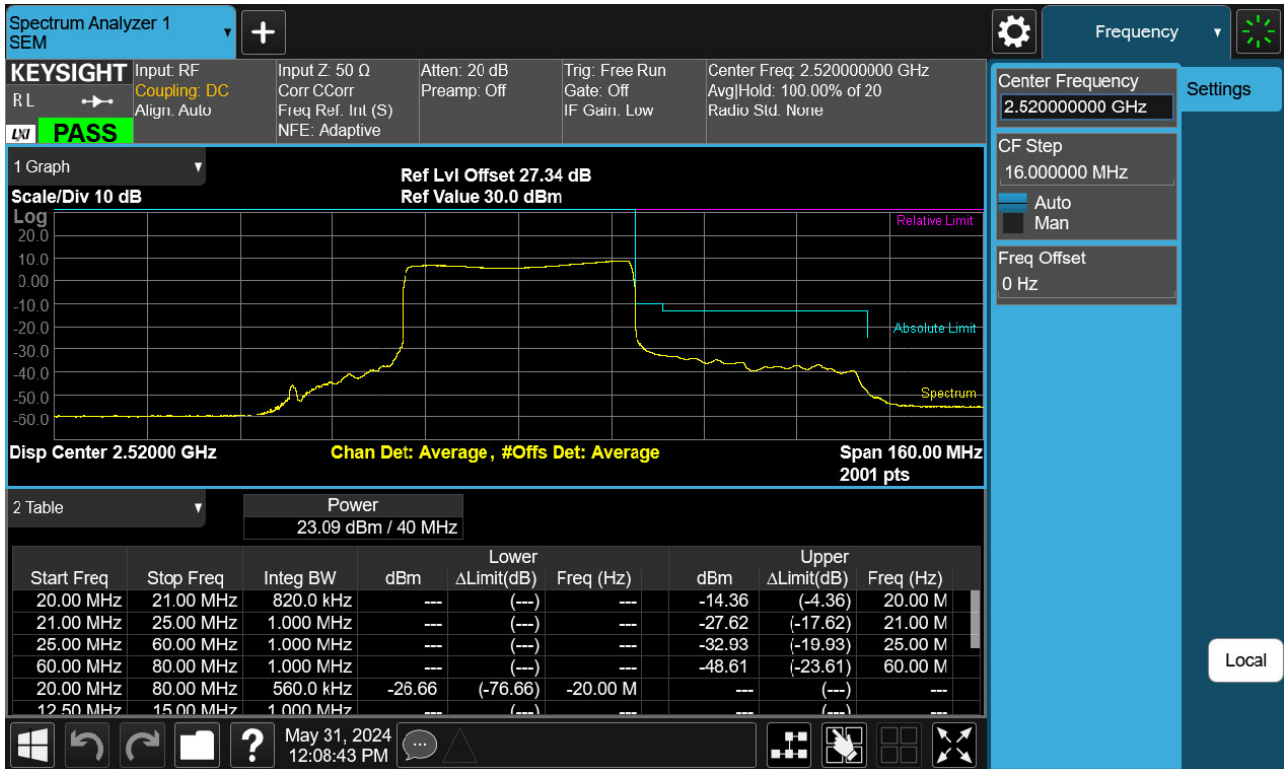 Spectrum Analyzer 1
SEM
Frequency
KEYSIGHT
R L
LXI
PASS
Input: RF
Coupling: DC
Align: Auto
Input Z: 50 Ω
Corr CCorr
Freq Ref: Int (S)
NFE: Adaptive
Atten: 20 dB
Preamp: Off
Trig: Free Run
Gate: Off
IF Gain: Low
Center Freq: 2.520000000 GHz
Avg|Hold: 100.00% of 20
Radio Std: None
Center Frequency
2.520000000 GHz
Settings
CF Step
16.000000 MHz
Auto
Man
Freq Offset
0 Hz
Local
1 Graph
Scale/Div 10 dB
Ref Lvl Offset 27.34 dB
Ref Value 30.0 dBm
Log
20.0
10.0
0.00
-10.0
-20.0
-30.0
-40.0
-50.0
-60.0
Relative Limit
Absolute Limit
Spectrum
Disp Center 2.52000 GHz
Chan Det: Average , #Offs Det: Average
Span 160.00 MHz
2001 pts
2 Table
Power
23.09 dBm / 40 MHz
Lower Upper
Start Freq Stop Freq Integ BW dBm ΔLimit(dB) Freq (Hz) dBm ΔLimit(dB) Freq (Hz)
20.00 MHz 21.00 MHz 820.0 kHz --- (---) --- -14.36 (-4.36) 20.00 M
21.00 MHz 25.00 MHz 1.000 MHz --- (---) --- -27.62 (-17.62) 21.00 M
25.00 MHz 60.00 MHz 1.000 MHz --- (---) --- -32.93 (-19.93) 25.00 M
60.00 MHz 80.00 MHz 1.000 MHz --- (---) --- -48.61 (-23.61) 60.00 M
20.00 MHz 80.00 MHz 560.0 kHz -26.66 (-76.66) -20.00 M --- (---) ---
12.50 MHz 15.00 MHz 1.000 MHz --- (---) --- --- (---) ---
May 31, 2024
12:08:43 PM